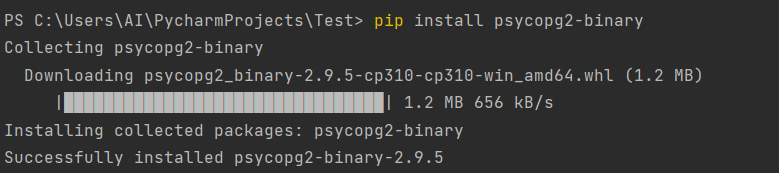 PS C:\Users\AI\PycharmProjects\Test> pip install psycopg2-binary
Collecting psycopg2-binary
  Downloading psycopg2_binary-2.9.5-cp310-cp310-win_amd64.whl (1.2 MB)
     |████████████████████████████████| 1.2 MB 656 kB/s
Installing collected packages: psycopg2-binary
Successfully installed psycopg2-binary-2.9.5